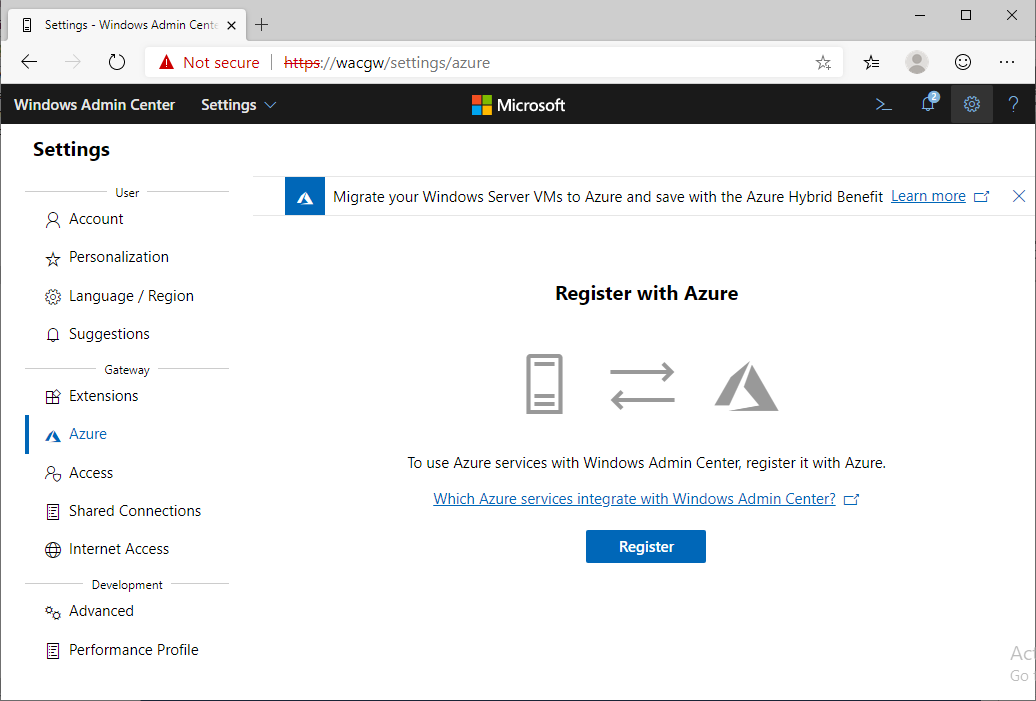 Settings - Windows Admin Cente
Not secure https://wacgw/settings/azure
Windows Admin Center Settings Microsoft 2 ?
Settings
User
Account
Personalization
Language / Region
Suggestions
Gateway
Extensions
Azure
Access
Shared Connections
Internet Access
Development
Advanced
Performance Profile
Migrate your Windows Server VMs to Azure and save with the Azure Hybrid Benefit Learn more
Register with Azure
To use Azure services with Windows Admin Center, register it with Azure.
Which Azure services integrate with Windows Admin Center?
Register
Act
Go